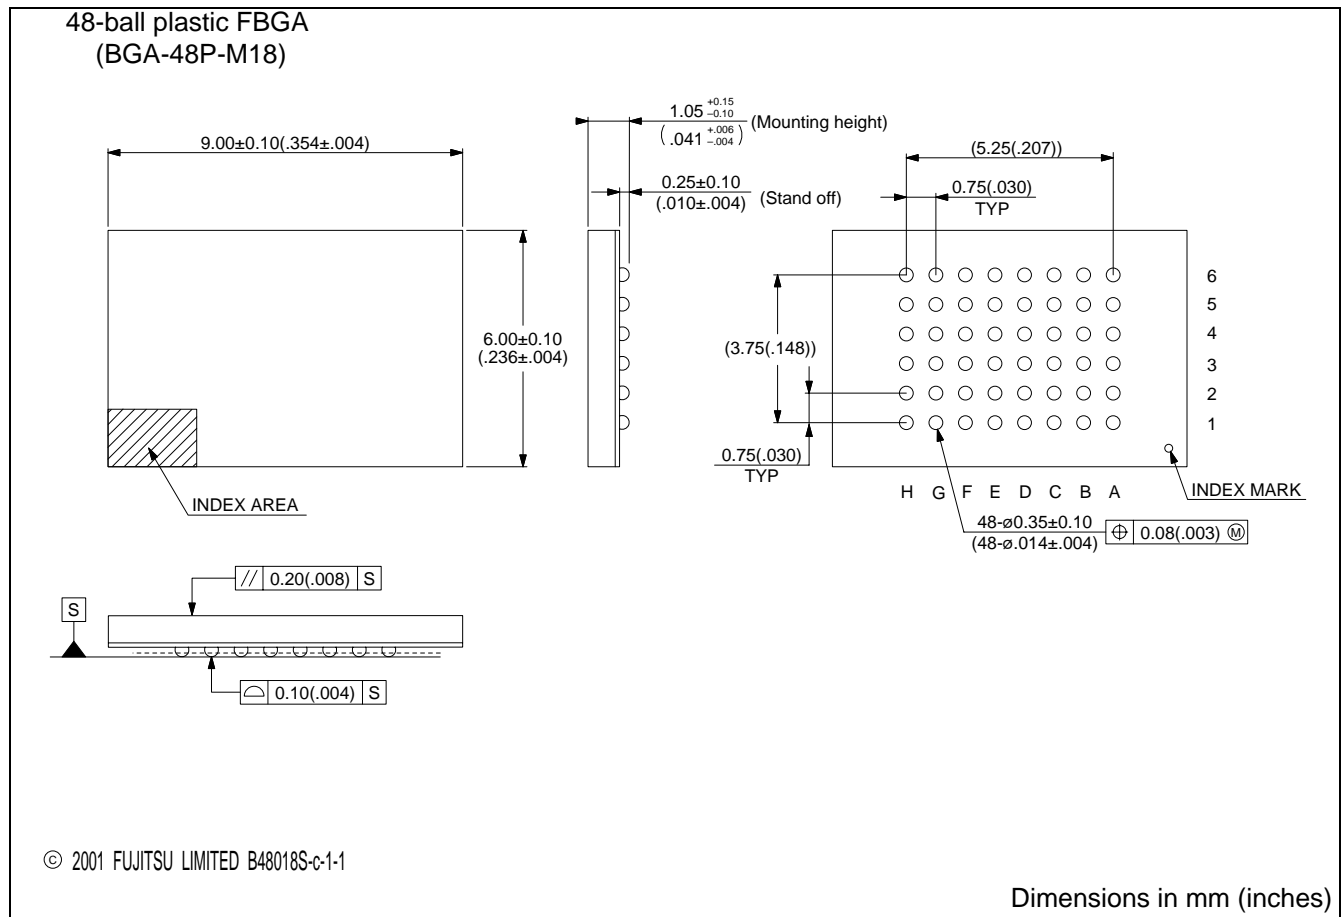 48-ball plastic FBGA
(BGA-48P-M18)
9.00±0.10(.354±.004)
1.05 +0.15 −0.10 (Mounting height)
(.041 +.006 −.004)
0.25±0.10 (Stand off)
(.010±.004)
(5.25(.207))
0.75(.030)
TYP
6.00±0.10
(.236±.004)
(3.75(.148))
0.75(.030)
TYP
6
5
4
3
2
1
H G F E D C B A
INDEX AREA
INDEX MARK
48-ø0.35±0.10
(48-ø.014±.004)
⌖ 0.08(.003) Ⓜ
// 0.20(.008) S
S
⌓ 0.10(.004) S
© 2001 FUJITSU LIMITED B48018S-c-1-1
Dimensions in mm (inches)